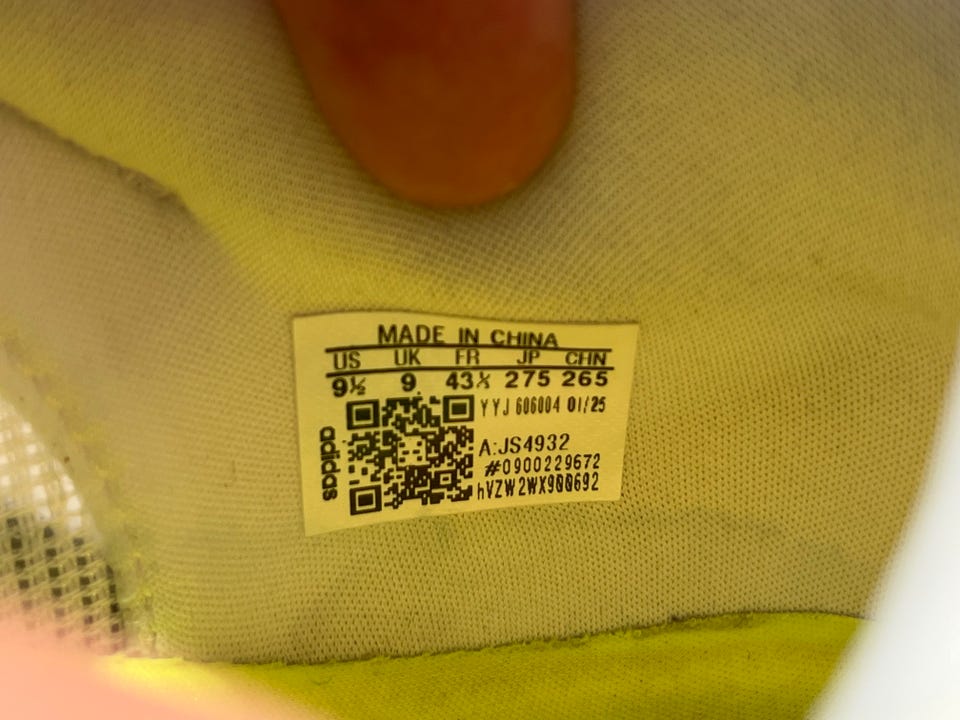 MADE IN CHINA
US UK FR JP CHN
9½ 9 43⅓ 275 265
YYJ 606004 01/25
adidas
A:JS4932
#0900229672
hVZW2WX900692